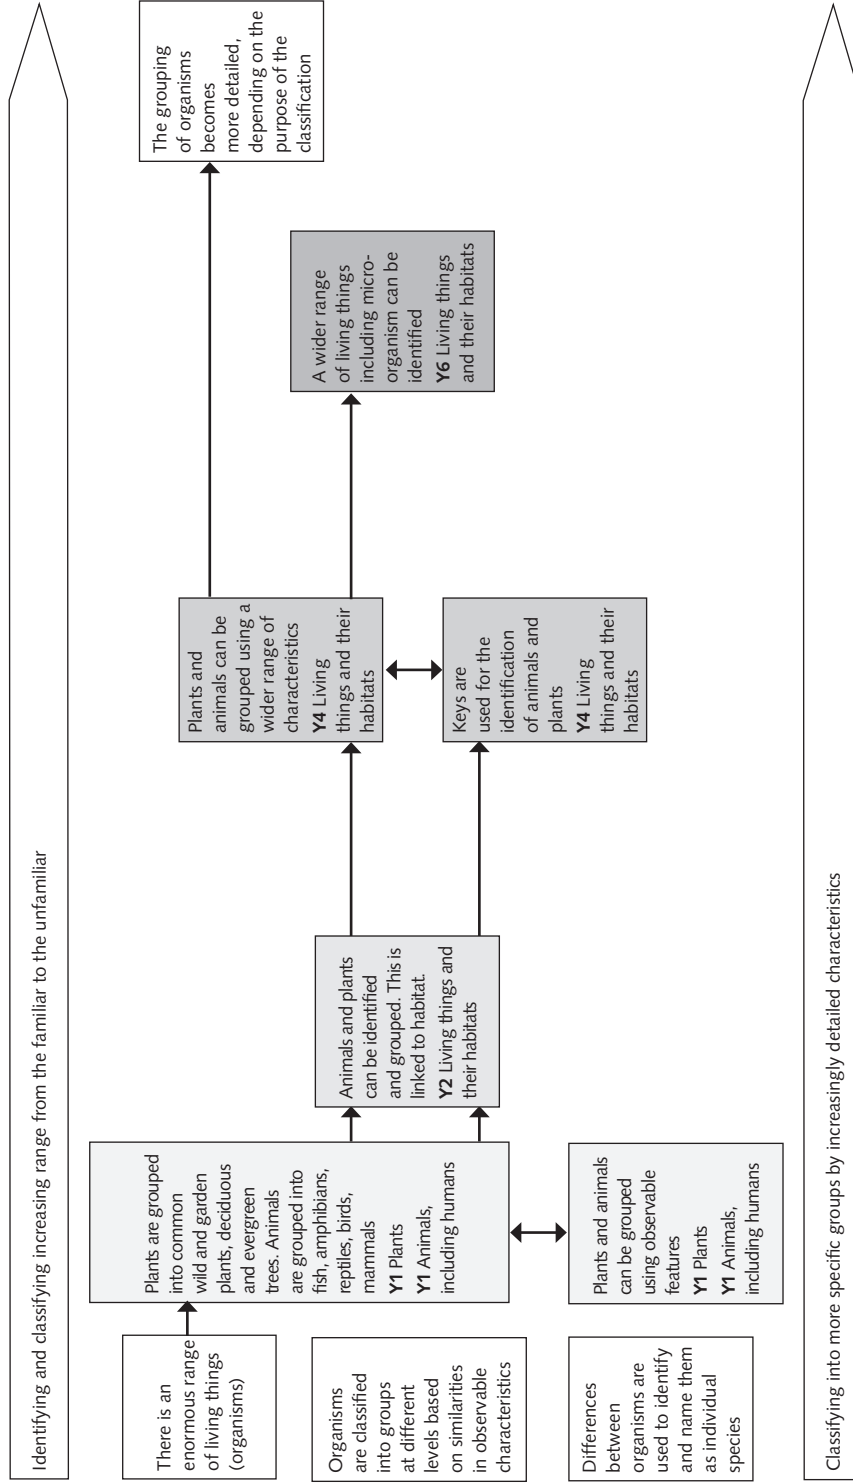 Identifying and classifying increasing range from the familiar to the unfamiliar
There is an
enormous range
of living things
(organisms)
Organisms
are classified
into groups
at different
levels based
on similarities
in observable
characteristics
Differences
between
organisms are
used to identify
and name them
as individual
species
Plants are grouped
into common
wild and garden
plants, deciduous
and evergreen
trees. Animals
are grouped into
fish, amphibians,
reptiles, birds,
mammals
Y1 Plants
Y1 Animals,
including humans
Plants and animals
can be grouped
using observable
features
Y1 Plants
Y1 Animals,
including humans
Animals and plants
can be identified
and grouped. This is
linked to habitat.
Y2 Living things and
their habitats
Plants and
animals can be
grouped using a
wider range of
characteristics
Y4 Living
things and their
habitats
Keys are
used for the
identification
of animals and
plants
Y4 Living
things and their
habitats
A wider range
of living things
including micro-
organism can be
identified
Y6 Living things
and their habitats
The grouping
of organisms
becomes
more detailed,
depending on the
purpose of the
classification
Classifying into more specific groups by increasingly detailed characteristics